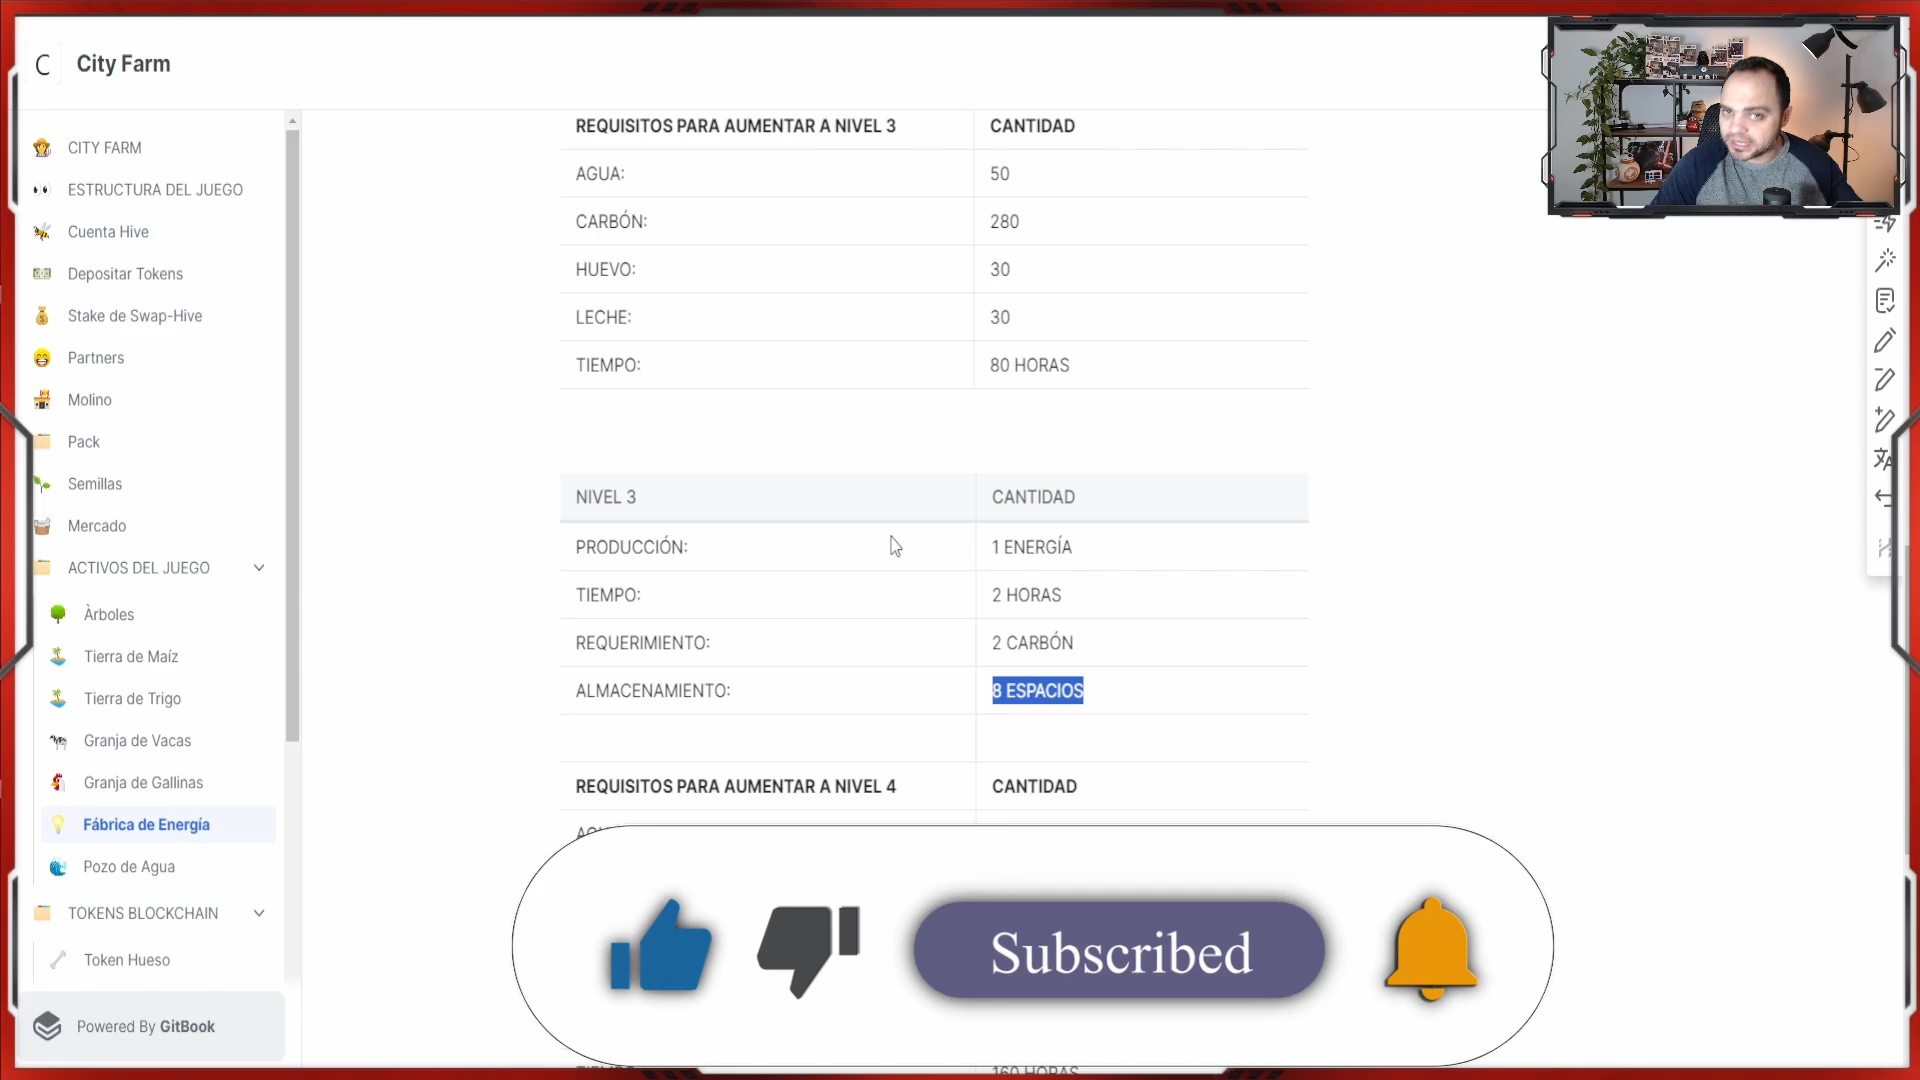 C City Farm
CITY FARM
ESTRUCTURA DEL JUEGO
Cuenta Hive
Depositar Tokens
Stake de Swap-Hive
Partners
Molino
Pack
Semillas
Mercado
ACTIVOS DEL JUEGO
Àrboles
Tierra de Maíz
Tierra de Trigo
Granja de Vacas
Granja de Gallinas
Fábrica de Energía
Pozo de Agua
TOKENS BLOCKCHAIN
Token Hueso
Powered By GitBook
REQUISITOS PARA AUMENTAR A NIVEL 3 CANTIDAD
AGUA: 50
CARBÓN: 280
HUEVO: 30
LECHE: 30
TIEMPO: 80 HORAS
NIVEL 3 CANTIDAD
PRODUCCIÓN: 1 ENERGÍA
TIEMPO: 2 HORAS
REQUERIMIENTO: 2 CARBÓN
ALMACENAMIENTO: 8 ESPACIOS
REQUISITOS PARA AUMENTAR A NIVEL 4 CANTIDAD
Subscribed
160 HORAS